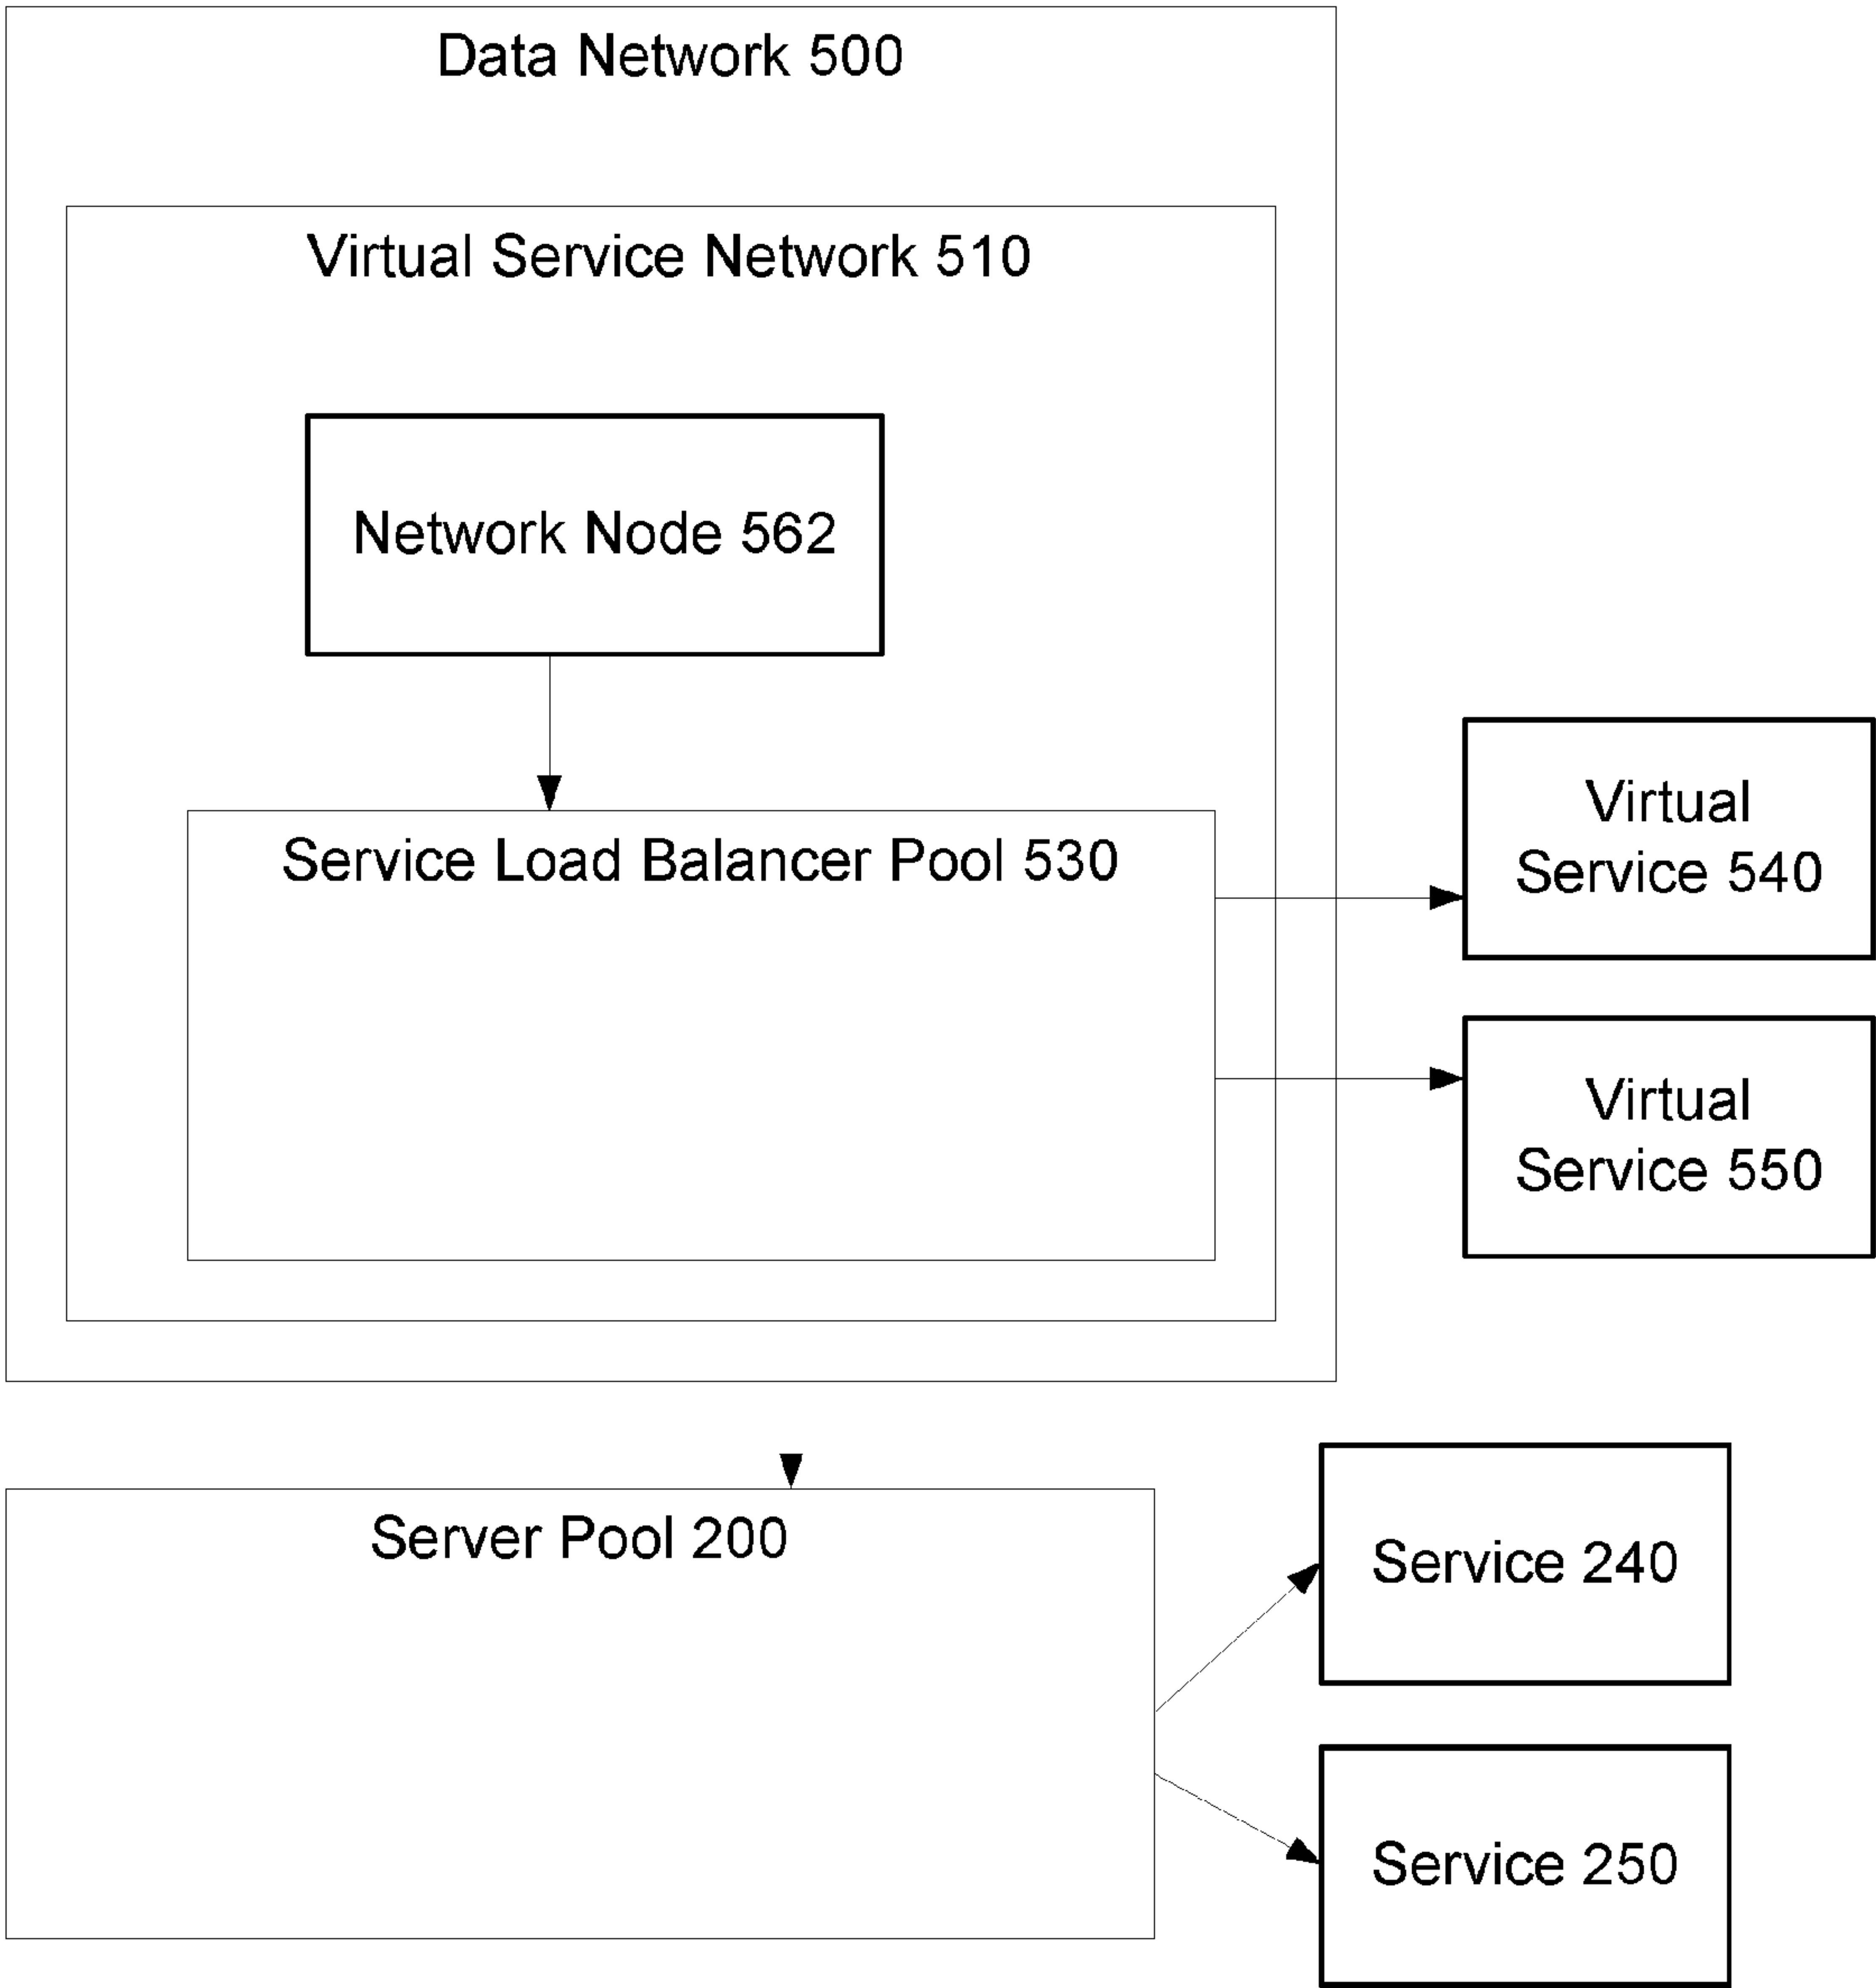 Data Network 500
Virtual Service Network 510
Network Node 562
Service Load Balancer Pool 530
Virtual
Service 540
Virtual
Service 550
Server Pool 200
Service 240
Service 250